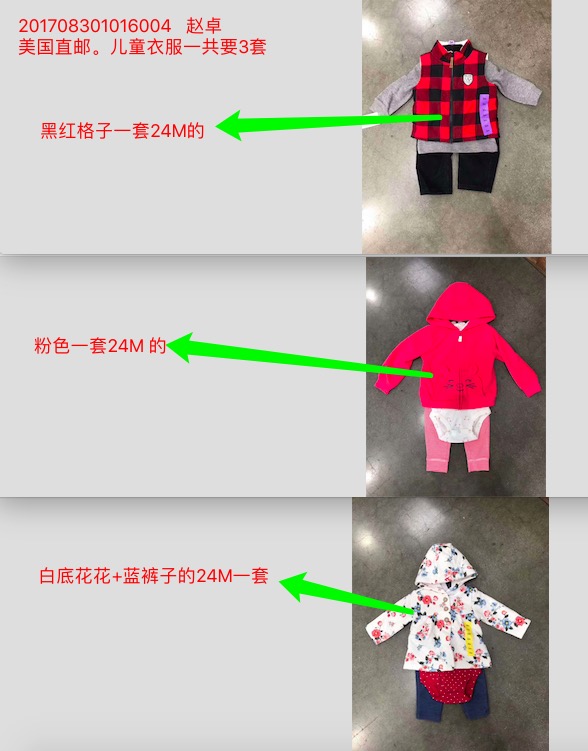 201708301016004 赵卓
美国直邮。儿童衣服一共要3套
黑红格子一套24M的
粉色一套24M 的
白底花花+蓝裤子的24M一套